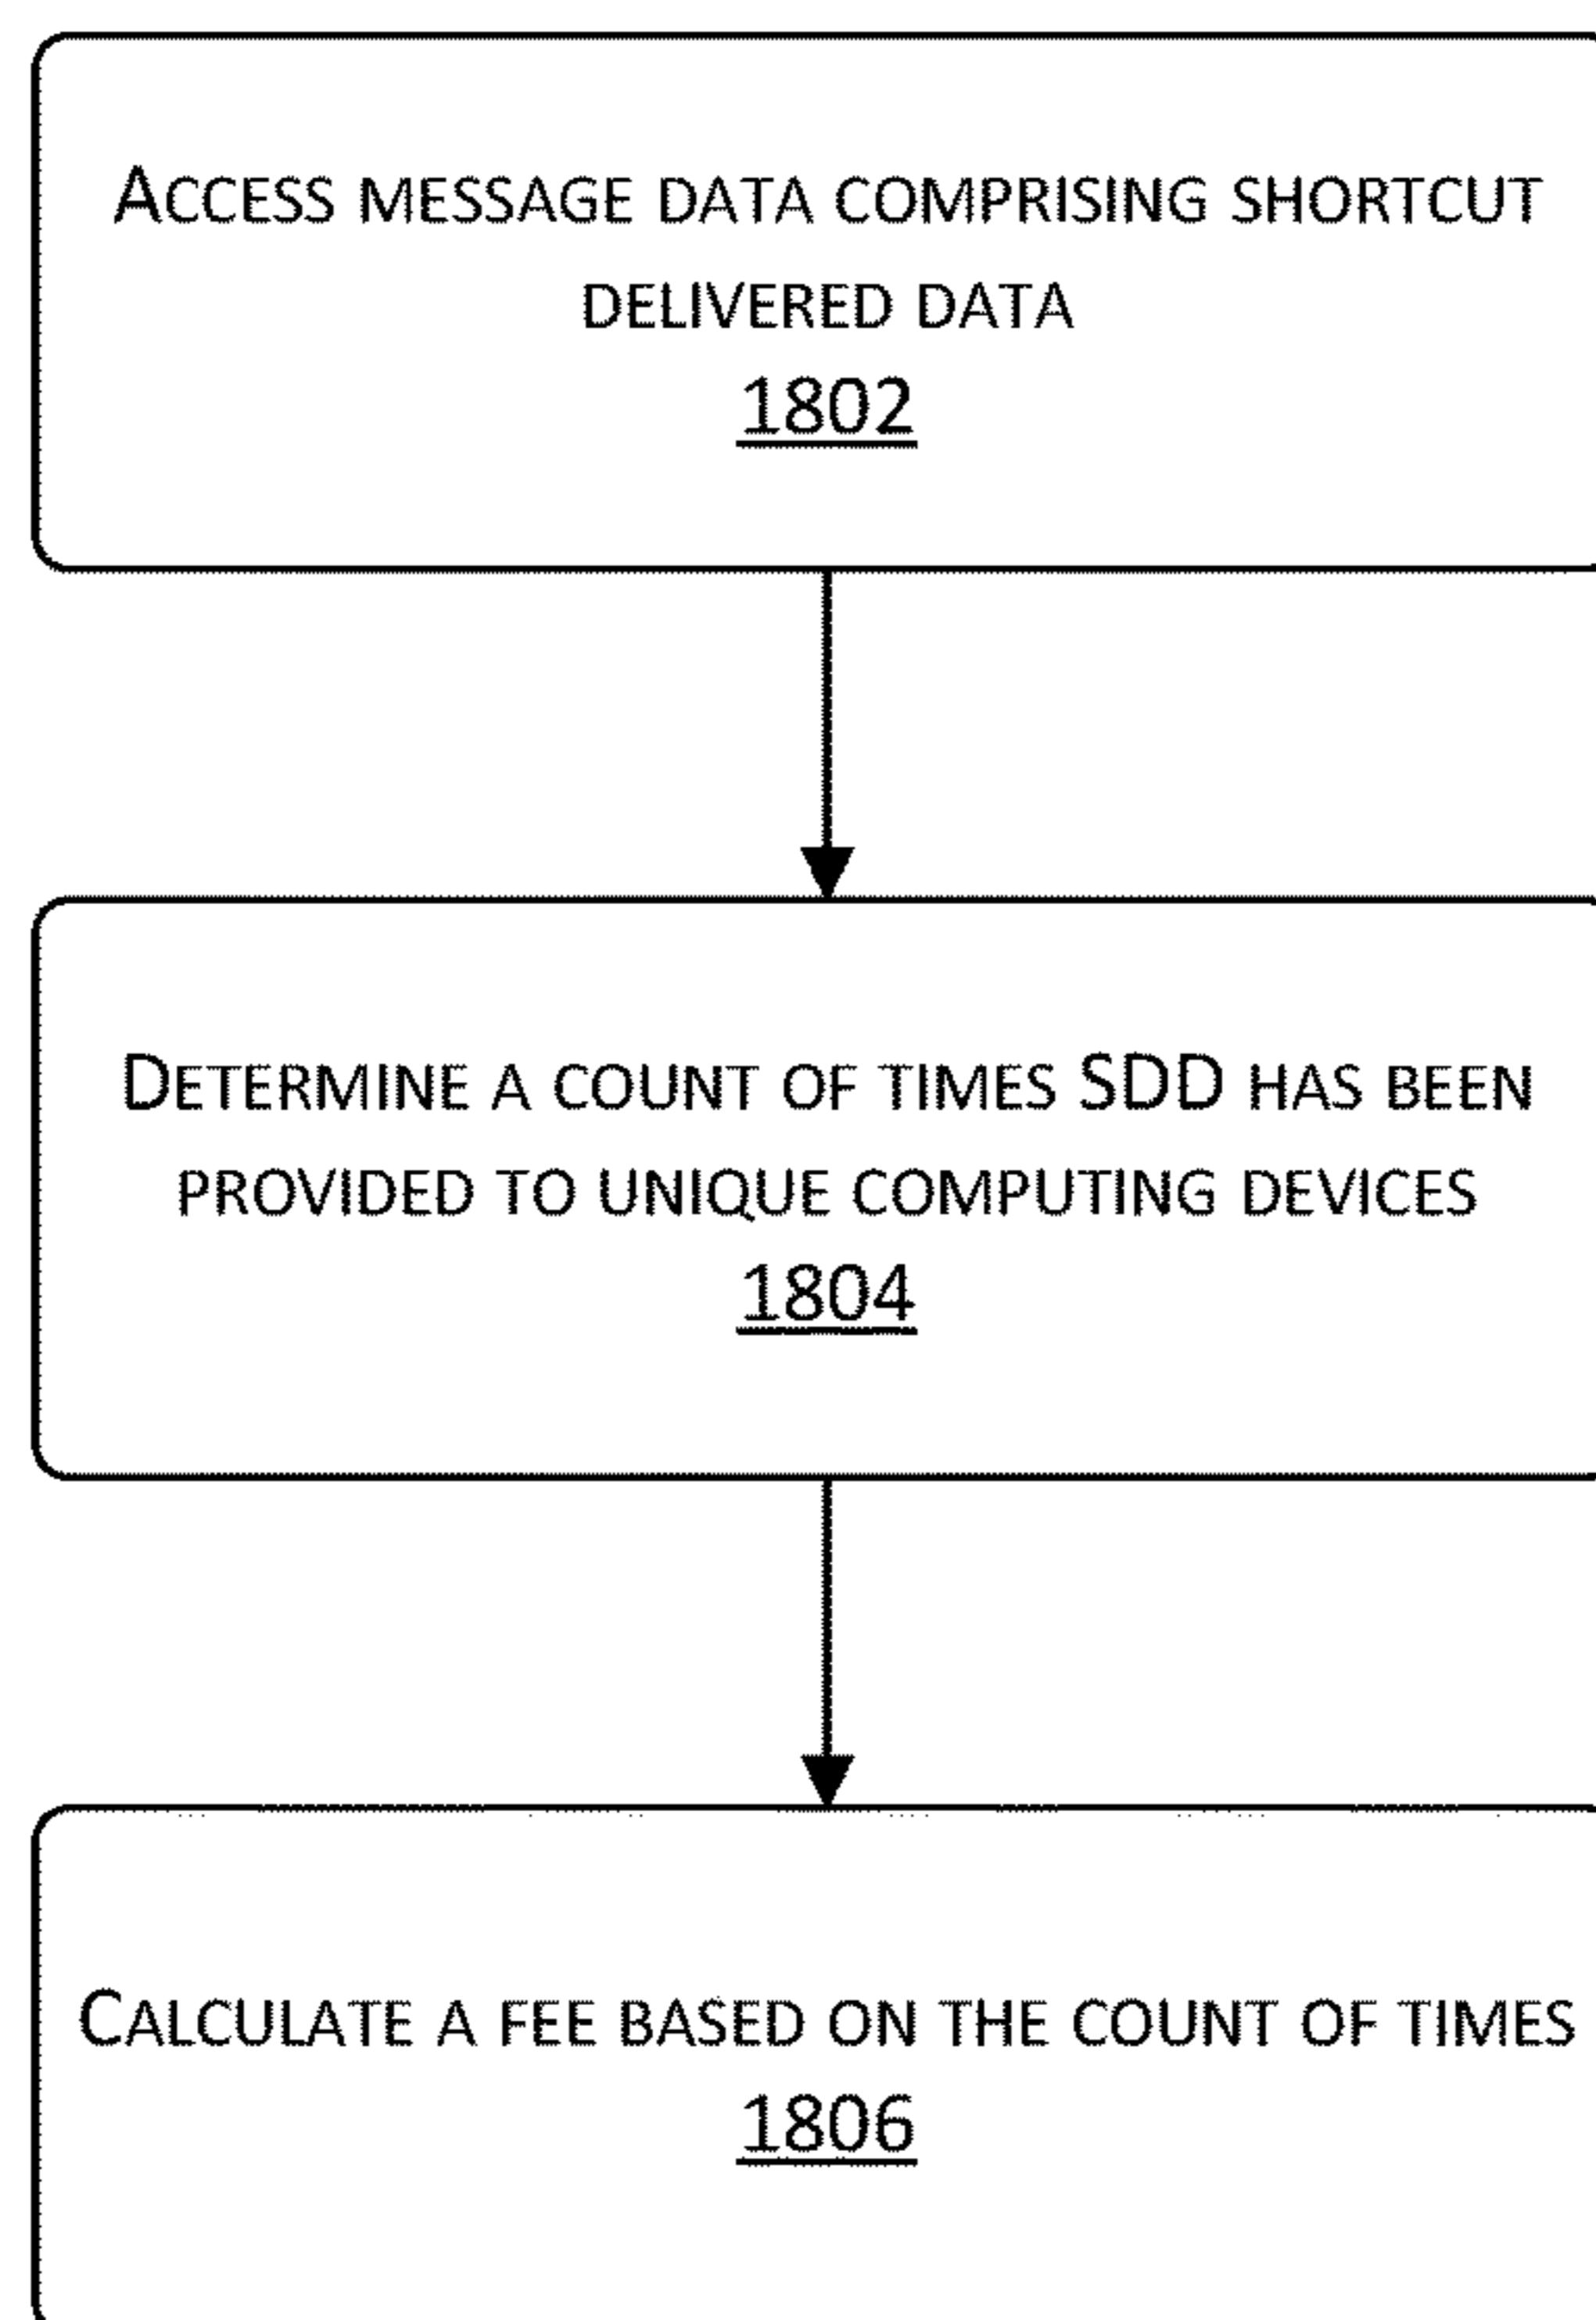 ACCESS MESSAGE DATA COMPRISING SHORTCUT
DELIVERED DATA
1802
DETERMINE A COUNT OF TIMES SDD HAS BEEN
PROVIDED TO UNIQUE COMPUTING DEVICES
1804
CALCULATE A FEE BASED ON THE COUNT OF TIMES
1806